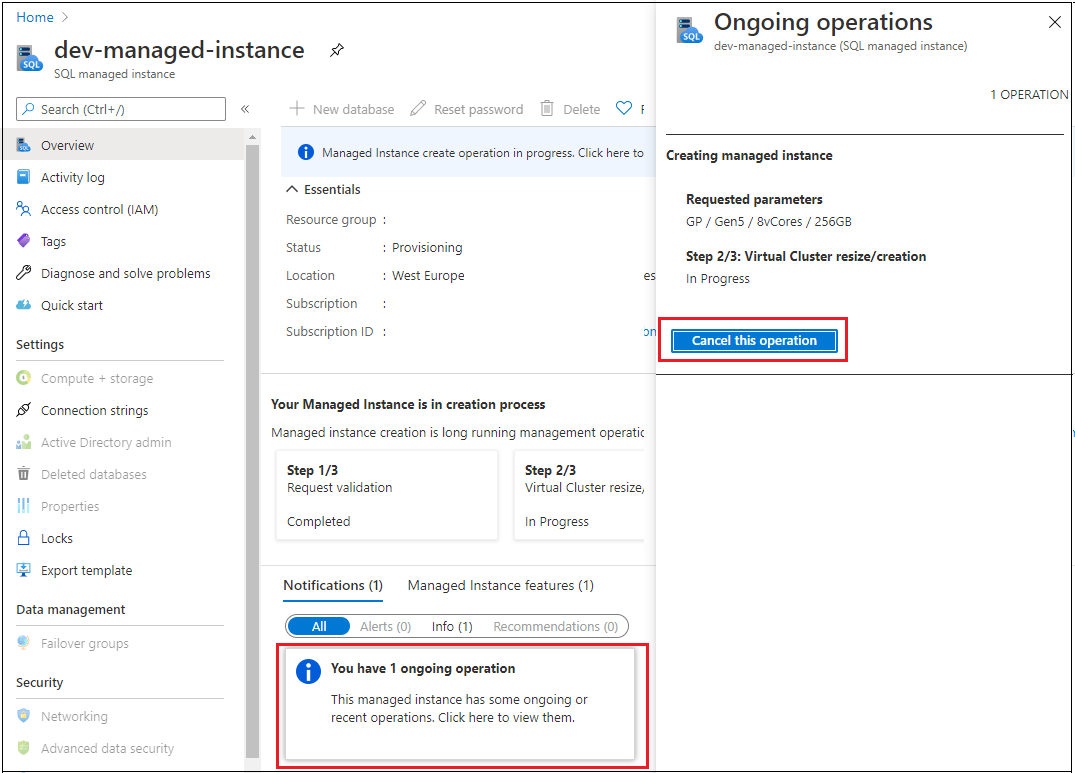 Home
dev-managed-instance
SQL managed instance
Search (Ctrl+/)
«
Overview
Activity log
Access control (IAM)
Tags
Diagnose and solve problems
Quick start
Settings
Compute + storage
Connection strings
Active Directory admin
Deleted databases
Properties
Locks
Export template
Data management
Failover groups
Security
Networking
Advanced data security
New database
Reset password
Delete
Managed Instance create operation in progress. Click here to
Essentials
Resource group :
Status : Provisioning
Location : West Europe
es
Subscription :
Subscription ID :
on
Your Managed Instance is in creation process
Managed instance creation is long running management
Step 1/3
Request validation
Completed
Step 2/3
Virtual Cluster resize,
In Progress
Notifications (1)
Managed Instance features (1)
All
Alerts (0)
Info (1)
Recommendations (0)
You have 1 ongoing operation
This managed instance has some ongoing or
recent operations. Click here to view them.
SQL
Ongoing operations
dev-managed-instance (SQL managed instance)
1 OPERATION
Creating managed instance
Requested parameters
GP / Gen5 / 8vCores / 256GB
Step 2/3: Virtual Cluster resize/creation
In Progress
Cancel this operation